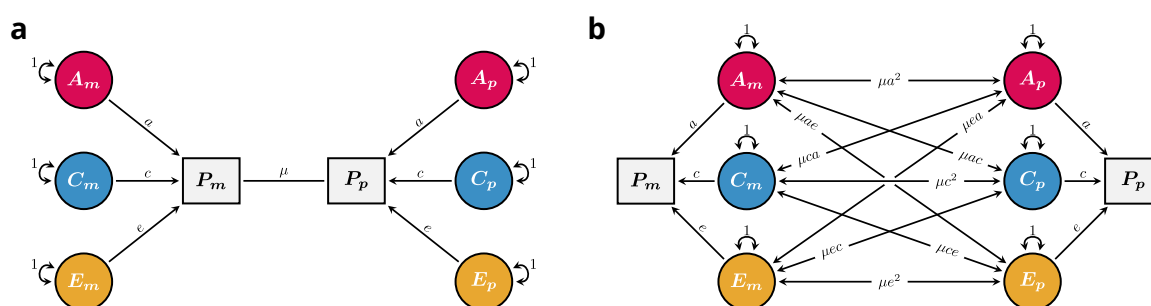 a
1 A_m
A_p 1
a
a
1 C_m c P_m μ P_p c C_p 1
e
e
1 E_m
E_p 1
b
1
1
A_m μa² A_p
a
μae
μea
a
1
μca
μac
1
P_m c C_m μc² C_p c P_p
e
1
μec
μce
1
e
E_m μe² E_p